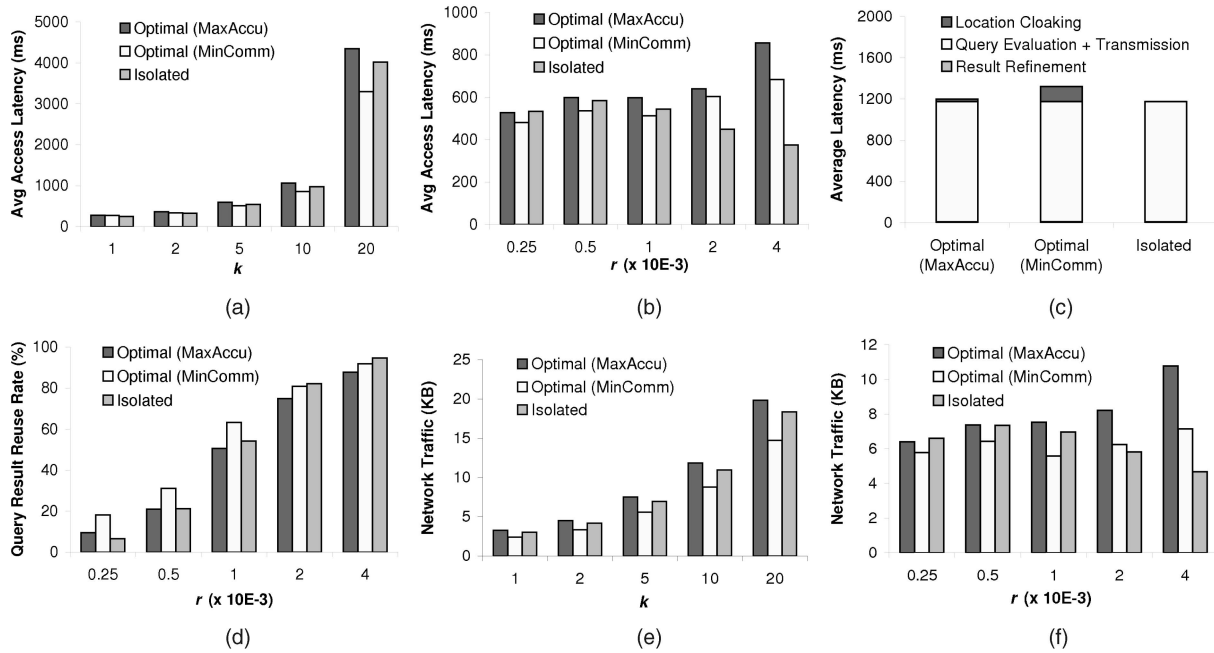 5000
4000
3000
2000
1000
0
Avg Access Latency (ms)
Optimal (MaxAccu)
Optimal (MinComm)
Isolated
1 2 5 10 20
k
(a)
1000
800
600
400
200
0
Avg Access Latency (ms)
Optimal (MaxAccu)
Optimal (MinComm)
Isolated
0.25 0.5 1 2 4
r (x 10E-3)
(b)
2000
1600
1200
800
400
0
Average Latency (ms)
Location Cloaking
Query Evaluation + Transmission
Result Refinement
Optimal (MaxAccu)
Optimal (MinComm)
Isolated
(c)
100
80
60
40
20
0
Query Result Reuse Rate (%)
Optimal (MaxAccu)
Optimal (MinComm)
Isolated
0.25 0.5 1 2 4
r (x 10E-3)
(d)
25
20
15
10
5
0
Network Traffic (KB)
Optimal (MaxAccu)
Optimal (MinComm)
Isolated
1 2 5 10 20
k
(e)
12
10
8
6
4
2
0
Network Traffic (KB)
Optimal (MaxAccu)
Optimal (MinComm)
Isolated
0.25 0.5 1 2 4
r (x 10E-3)
(f)